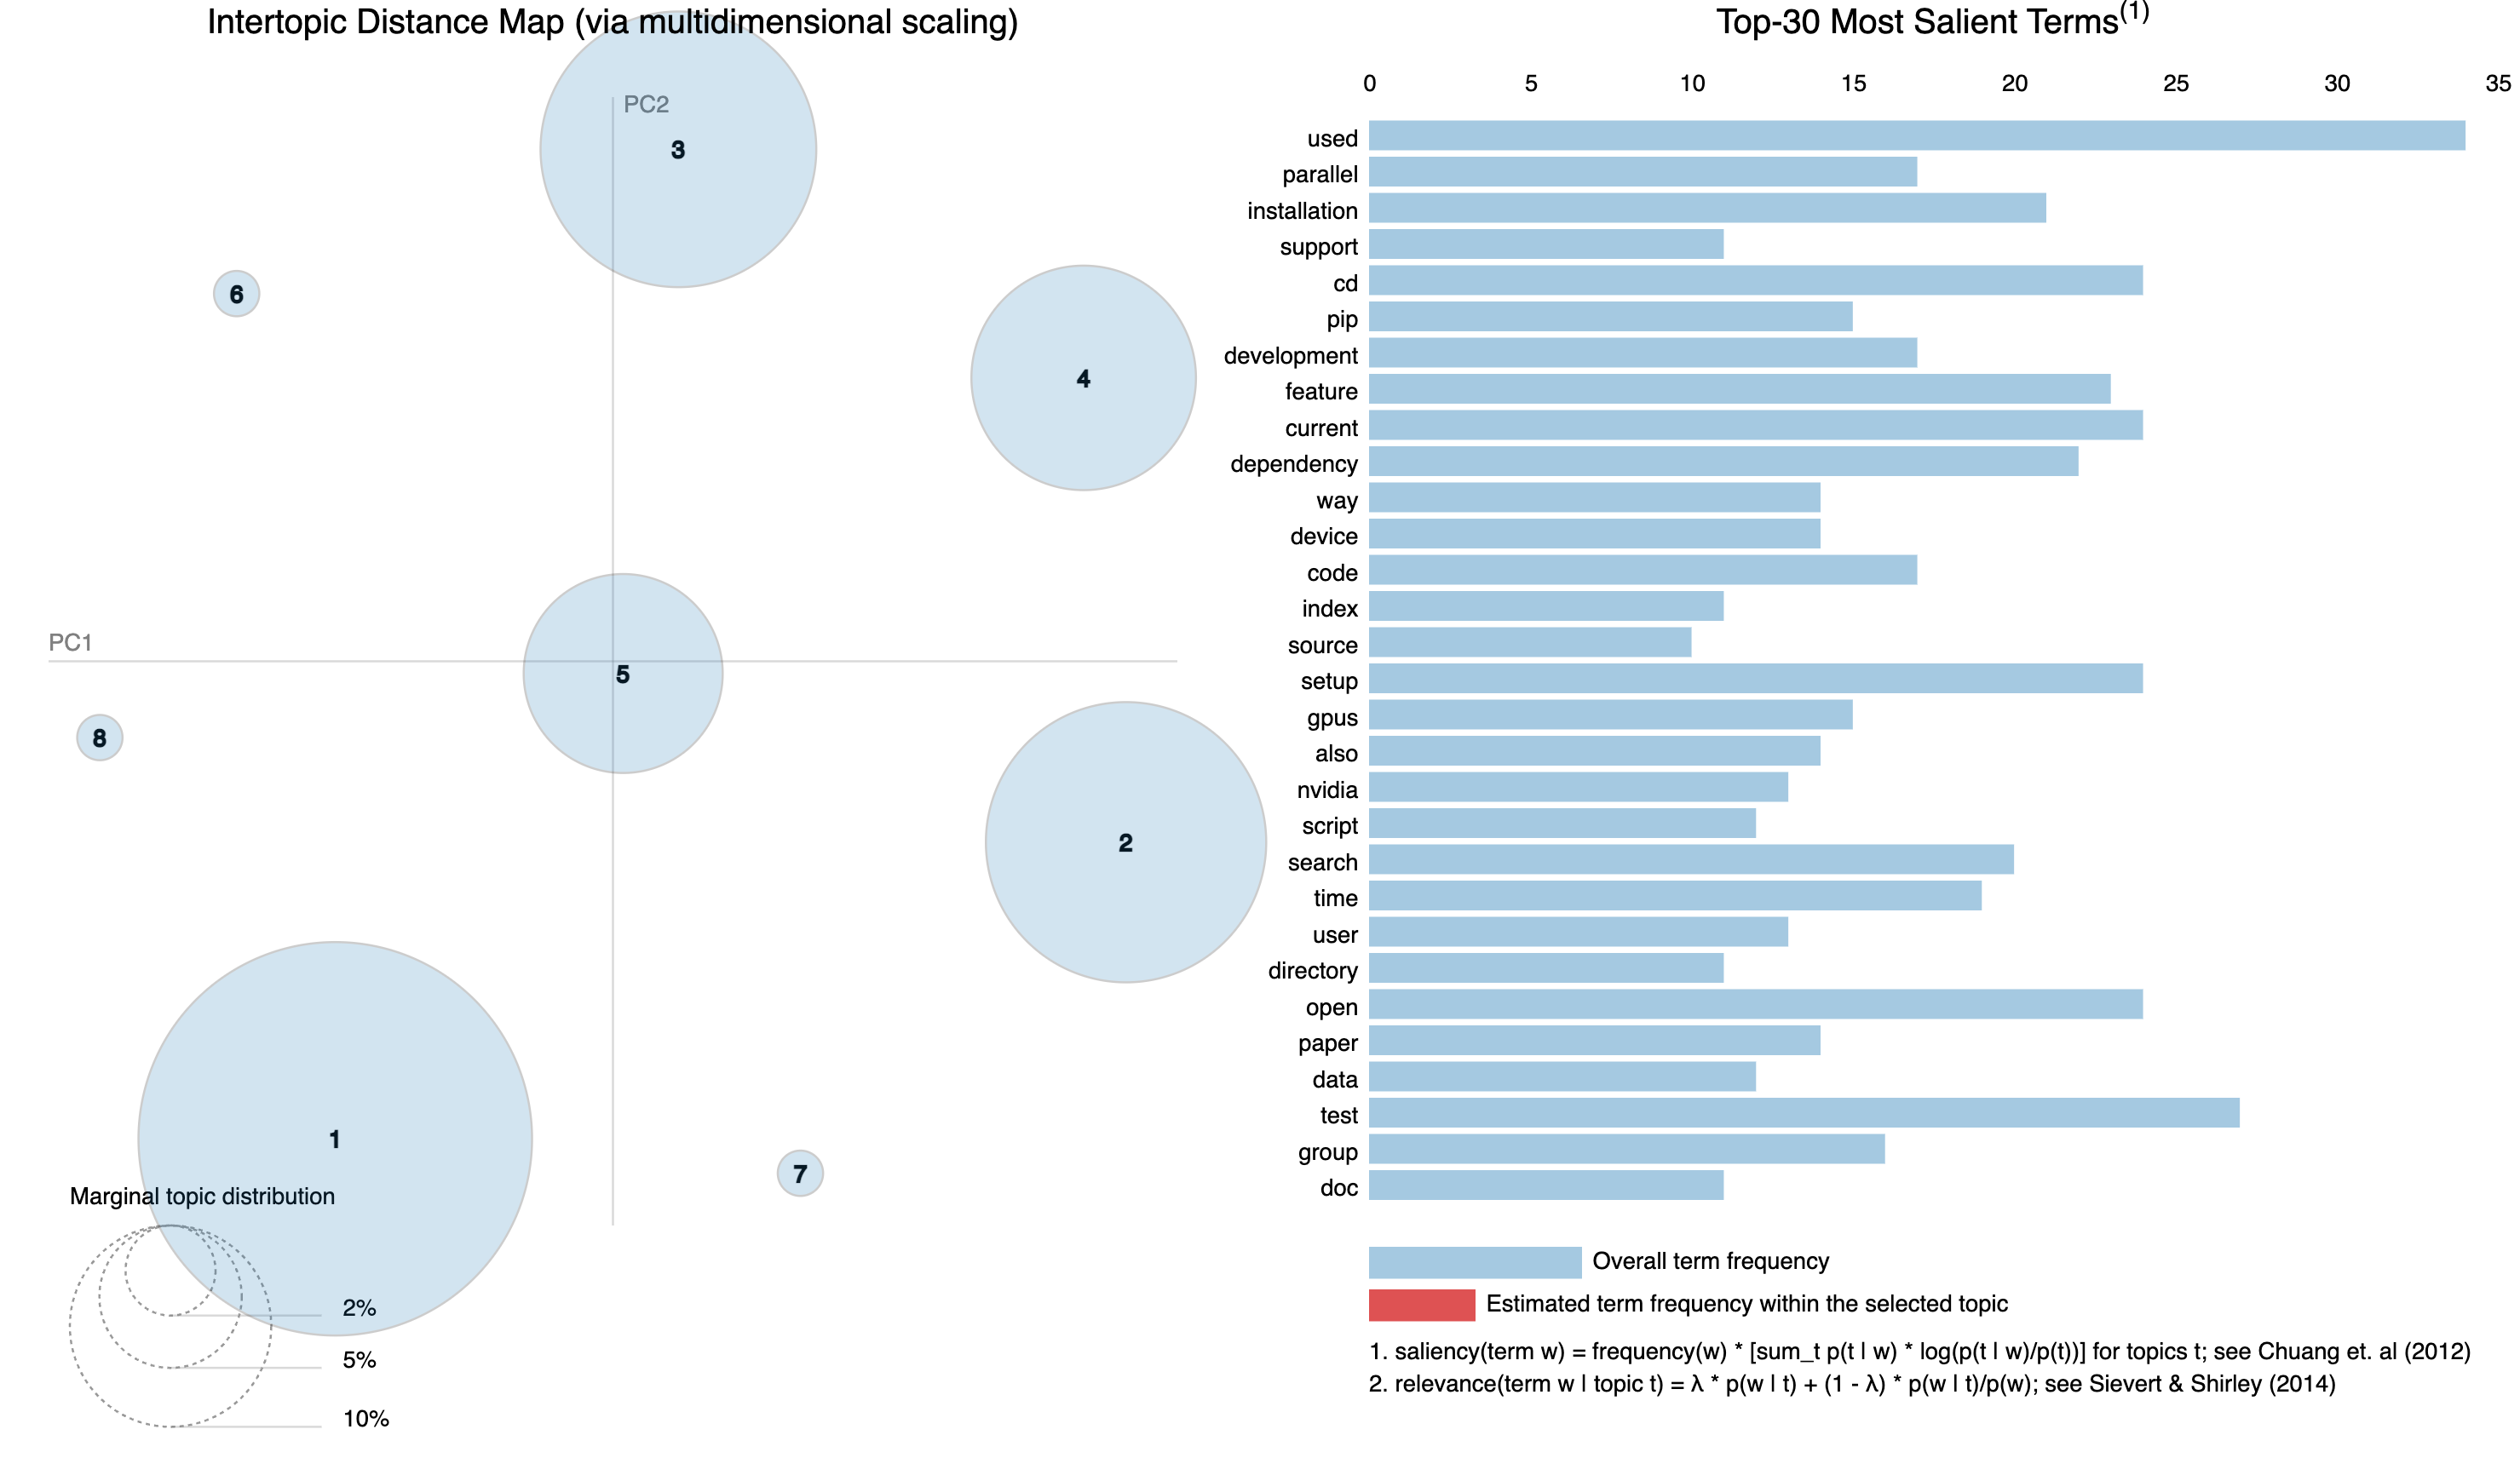 Intertopic Distance Map (via multidimensional scaling)
PC2
3
6
4
PC1
5
8
2
1
7
Marginal topic distribution
2%
5%
10%
Top-30 Most Salient Terms(1)
0 5 10 15 20 25 30 35
used
parallel
installation
support
cd
pip
development
feature
current
dependency
way
device
code
index
source
setup
gpus
also
nvidia
script
search
time
user
directory
open
paper
data
test
group
doc
Overall term frequency
Estimated term frequency within the selected topic
1. saliency(term w) = frequency(w) * [sum_t p(t | w) * log(p(t | w)/p(t))] for topics t; see Chuang et. al (2012)
2. relevance(term w | topic t) = λ * p(w | t) + (1 - λ) * p(w | t)/p(w); see Sievert & Shirley (2014)